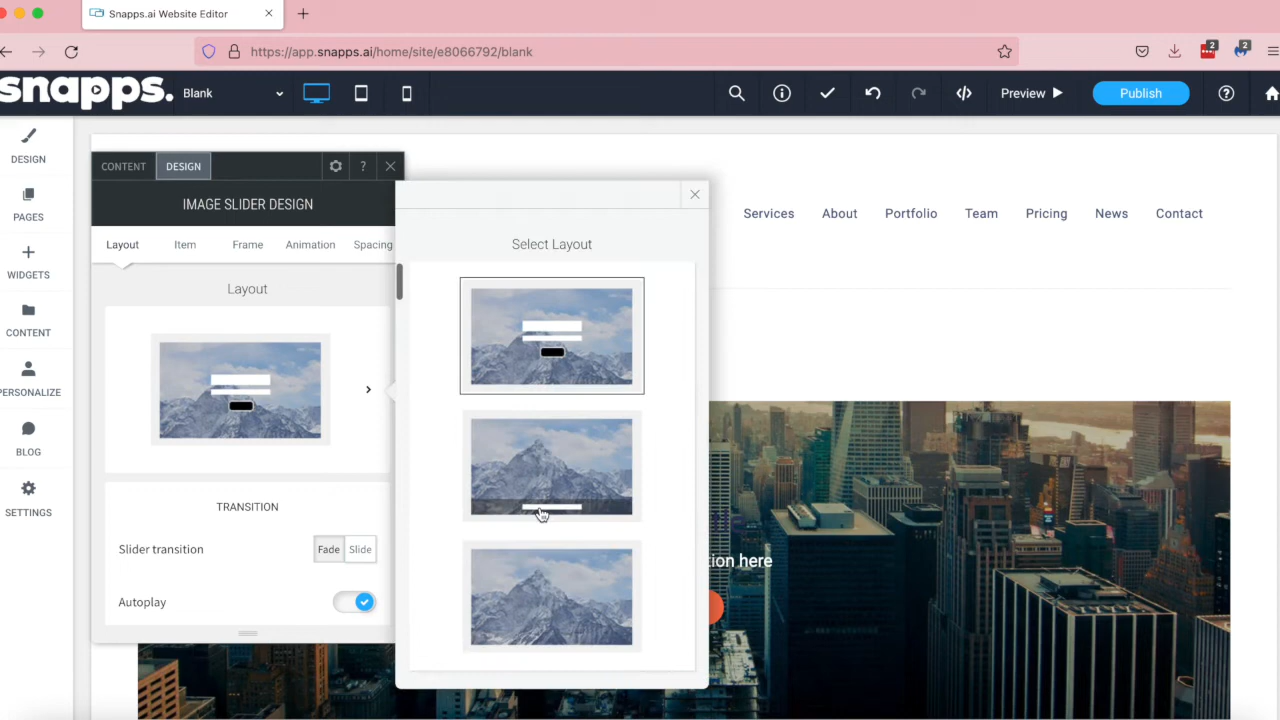 Snapps.ai Website Editor
https://app.snapps.ai/home/site/e8066792/blank
2
2
snapps.
Blank
Preview
Publish
DESIGN
PAGES
WIDGETS
CONTENT
PERSONALIZE
BLOG
SETTINGS
CONTENT
DESIGN
?
IMAGE SLIDER DESIGN
Layout
Item
Frame
Animation
Spacing
Layout
TRANSITION
Slider transition
Fade
Slide
Autoplay
Select Layout
Services
About
Portfolio
Team
Pricing
News
Contact
tion here